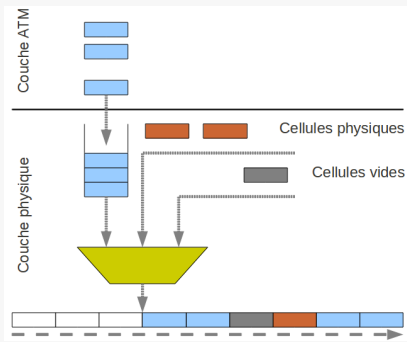 Couche ATM
Cellules physiques
Cellules vides
Couche physique